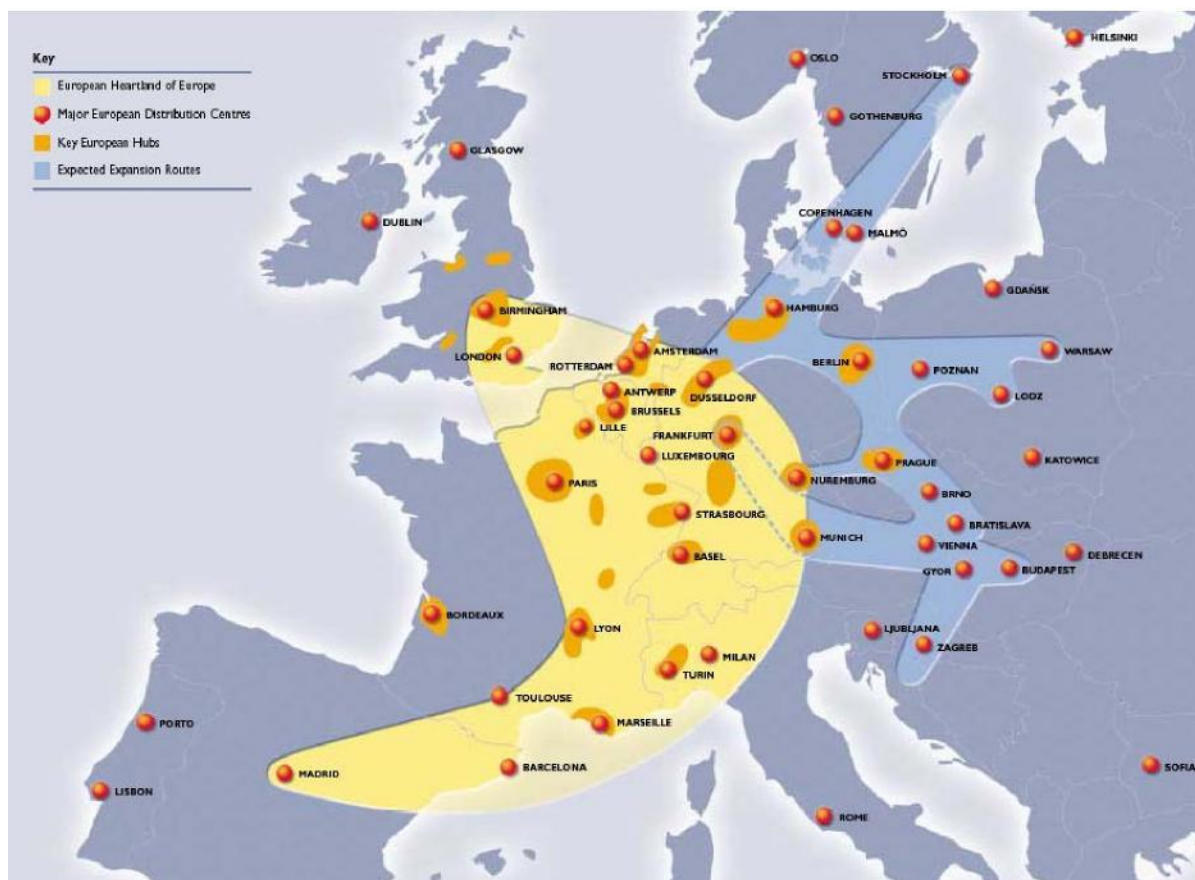 Key
European Heartland of Europe
Major European Distribution Centres
Key European Hubs
Expected Expansion Routes
HELSINKI
OSLO
STOCKHOLM
GOTHENBURG
GLASGOW
DUBLIN
COPENHAGEN
MALMÖ
GDAŃSK
HAMBURG
BIRMINGHAM
LONDON
AMSTERDAM
ROTTERDAM
BERLIN
WARSAW
POZNAN
ANTWERP
DUSSELDORF
LODZ
BRUSSELS
LILLE
FRANKFURT
LUXEMBOURG
PRAGUE
KATOWICE
PARIS
NUREMBURG
BRNO
STRASBOURG
BRATISLAVA
MUNICH
VIENNA
BASEL
DEBRECEN
GYOR
BUDAPEST
BORDEAUX
LYON
LJUBLJANA
ZAGREB
MILAN
TURIN
TOULOUSE
PORTO
MARSEILLE
MADRID
BARCELONA
SOFIA
LISBON
ROME